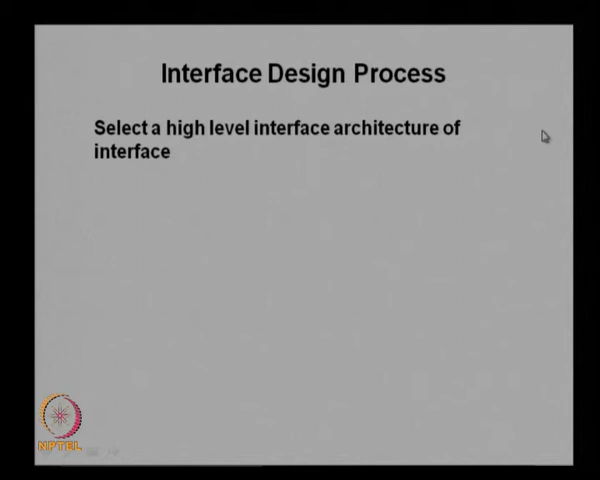 Interface Design Process
Select a high level interface architecture of
interface
NPTEL